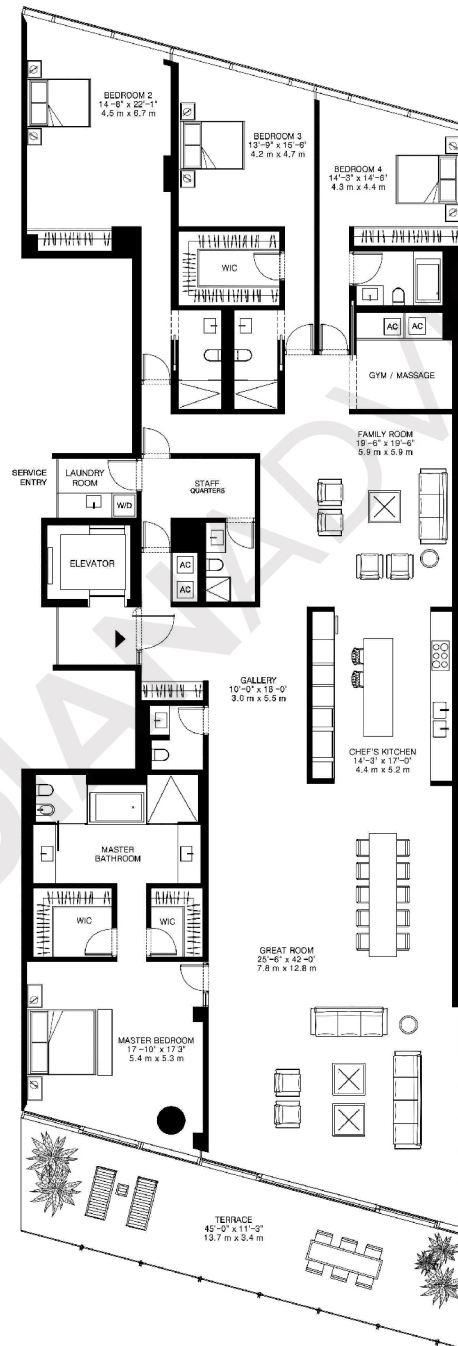 BEDROOM 2
14'-8" x 22'-1"
4.5 m x 6.7 m
BEDROOM 3
13'-9" x 15'-6"
4.2 m x 4.7 m
BEDROOM 4
14'-3" x 14'-6"
4.3 m x 4.4 m
WIC
AC
AC
GYM / MASSAGE
FAMILY ROOM
19'-6" x 19'-6"
5.9 m x 5.9 m
SERVICE
ENTRY
LAUNDRY
ROOM
W/D
STAFF
QUARTERS
ELEVATOR
AC
AC
GALLERY
10'-0" x 18'-0"
3.0 m x 5.5 m
CHEF'S KITCHEN
14'-3" x 17'-0"
4.4 m x 5.2 m
MASTER
BATHROOM
WIC
WIC
GREAT ROOM
25'-6" x 42'-0"
7.8 m x 12.8 m
MASTER BEDROOM
17'-10" x 17'3"
5.4 m x 5.3 m
TERRACE
45'-0" x 11'-3"
13.7 m x 3.4 m